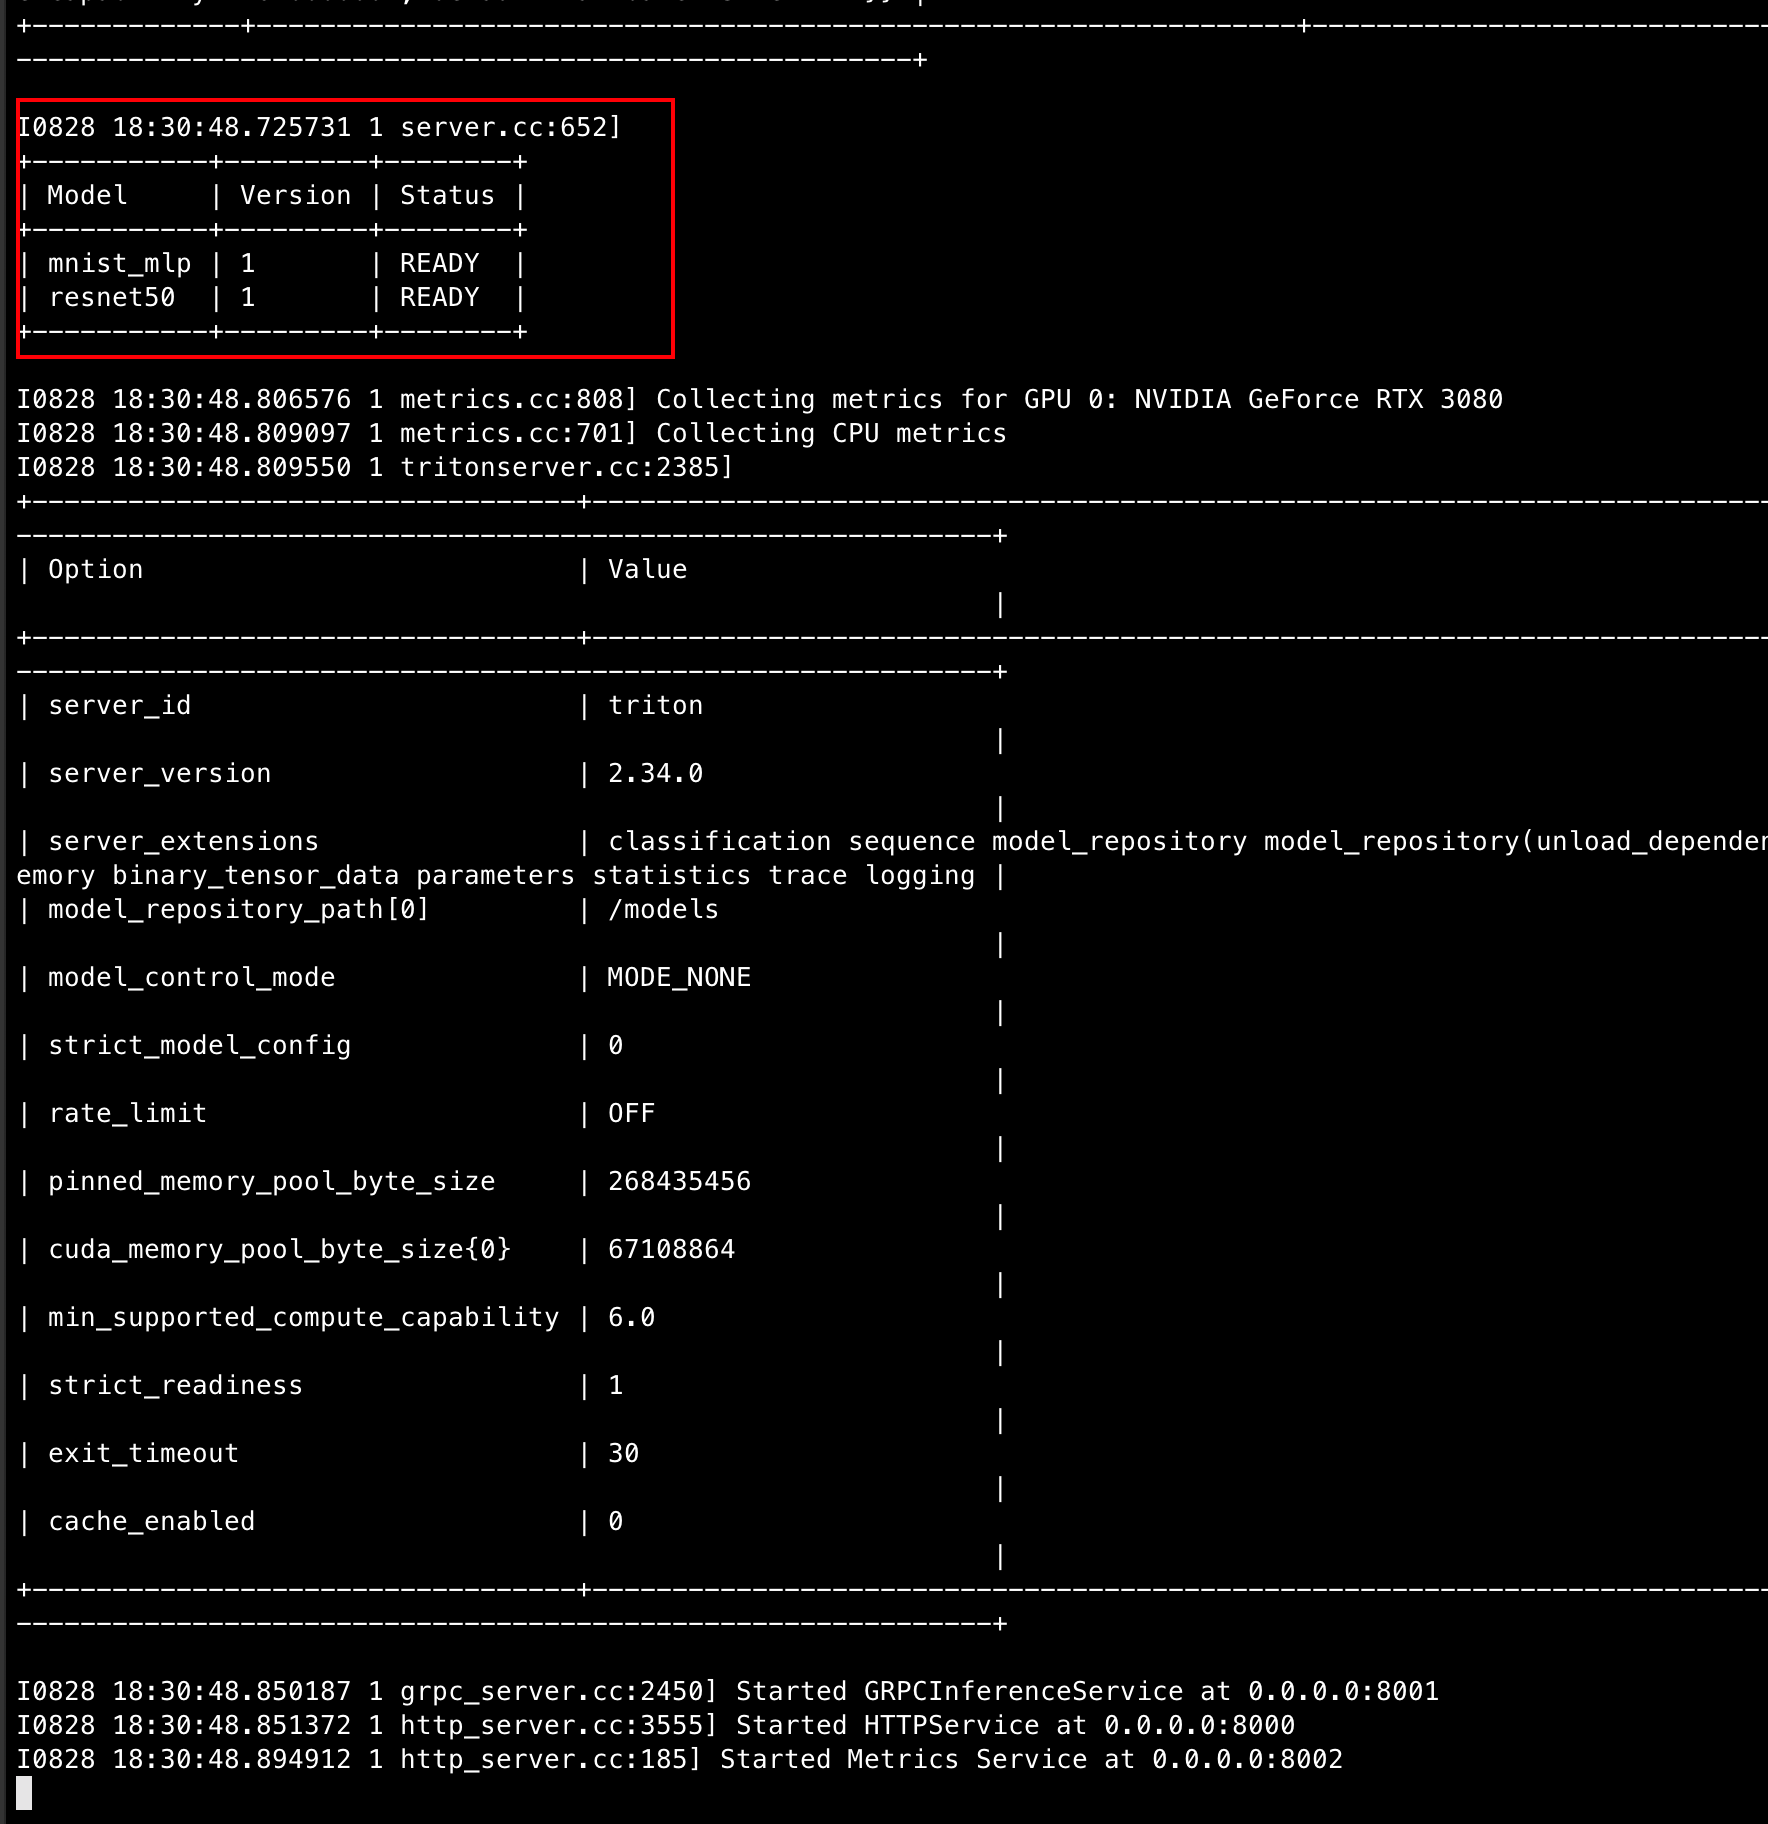 +-------------+-----------------------------------------------------------------+-----------------------------
--------------------------------------------------------+
I0828 18:30:48.725731 1 server.cc:652]
+-----------+---------+--------+
| Model     | Version | Status |
+-----------+---------+--------+
| mnist_mlp | 1       | READY  |
| resnet50  | 1       | READY  |
+-----------+---------+--------+
I0828 18:30:48.806576 1 metrics.cc:808] Collecting metrics for GPU 0: NVIDIA GeForce RTX 3080
I0828 18:30:48.809097 1 metrics.cc:701] Collecting CPU metrics
I0828 18:30:48.809550 1 tritonserver.cc:2385]
+----------------------------------+--------------------------------------------------------------------------
-------------------------------------------------------------+
| Option                           | Value
|
+----------------------------------+--------------------------------------------------------------------------
-------------------------------------------------------------+
| server_id                        | triton
|
| server_version                   | 2.34.0
|
| server_extensions                | classification sequence model_repository model_repository(unload_depende
emory binary_tensor_data parameters statistics trace logging |
| model_repository_path[0]         | /models
|
| model_control_mode               | MODE_NONE
|
| strict_model_config              | 0
|
| rate_limit                       | OFF
|
| pinned_memory_pool_byte_size     | 268435456
|
| cuda_memory_pool_byte_size{0}    | 67108864
|
| min_supported_compute_capability | 6.0
|
| strict_readiness                 | 1
|
| exit_timeout                     | 30
|
| cache_enabled                    | 0
|
+----------------------------------+--------------------------------------------------------------------------
-------------------------------------------------------------+
I0828 18:30:48.850187 1 grpc_server.cc:2450] Started GRPCInferenceService at 0.0.0.0:8001
I0828 18:30:48.851372 1 http_server.cc:3555] Started HTTPService at 0.0.0.0:8000
I0828 18:30:48.894912 1 http_server.cc:185] Started Metrics Service at 0.0.0.0:8002